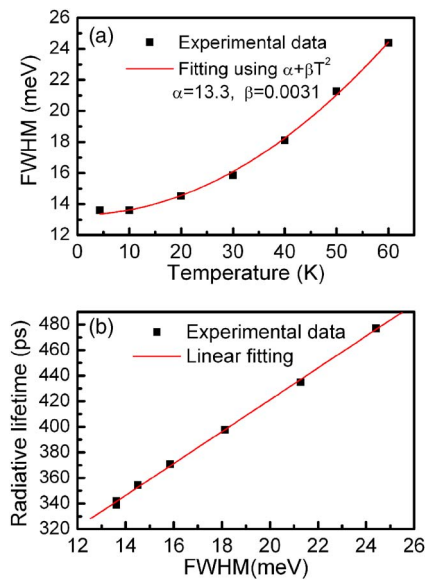 (a)
Experimental data
Fitting using α+βT²
α=13.3, β=0.0031
FWHM (meV)
26
24
22
20
18
16
14
12
0 10 20 30 40 50 60
Temperature (K)
(b)
Experimental data
Linear fitting
Radiative lifetime (ps)
480
460
440
420
400
380
360
340
320
12 14 16 18 20 22 24 26
FWHM(meV)